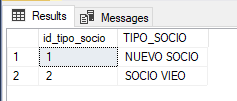 Results Messages
id_tipo_socio TIPO_SOCIO
1 1 NUEVO SOCIO
2 2 SOCIO VIEO